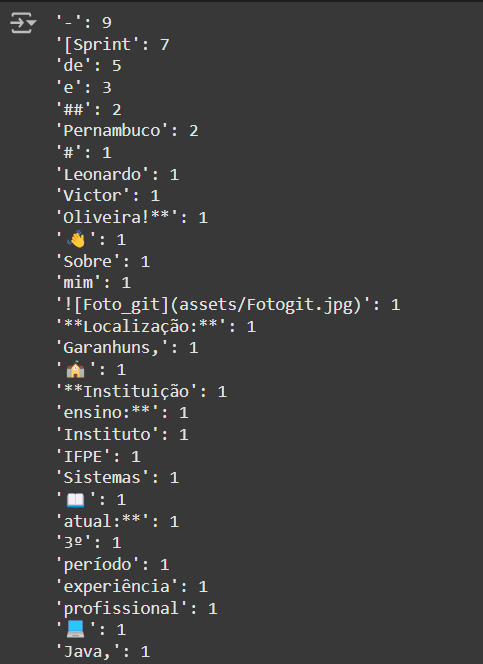 '-': 9
'[Sprint': 7
'de': 5
'e': 3
'##': 2
'Pernambuco': 2
'#': 1
'Leonardo': 1
'Victor': 1
'Oliveira!**': 1
'👋': 1
'Sobre': 1
'mim': 1
'![Foto_git](assets/Fotogit.jpg)': 1
'**Localização:**': 1
'Garanhuns,': 1
'🏫': 1
'**Instituição': 1
'ensino:**': 1
'Instituto': 1
'IFPE': 1
'Sistemas': 1
'📖': 1
'atual:**': 1
'3º': 1
'período': 1
'experiência': 1
'profissional': 1
'💻': 1
'Java,': 1